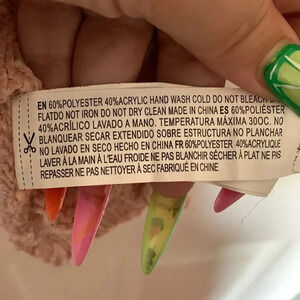 EN 60%POLYESTER 40%ACRYLIC HAND WASH COLD DO NOT BLEACH
FLATDO NOT IRON DO NOT DRY CLEAN MADE IN CHINA ES 60%POLIÉSTER
40%ACRÍLICO LAVADO A MANO. TEMPERATURA MÁXIMA 30OC. NO
BLANQUEAR SECAR EXTENDIDO SOBRE ESTRUCTURA NO PLANCHAR
NO LAVAR EN SECO HECHO EN CHINA FR 60%POLYESTER 40%ACRYLIQUE
LAVER À LA MAIN À L'EAU FROIDE NE PAS BLANCHIR SÉCHER À PLAT NE PAS
REPASSER NE PAS NETTOYER À SEC FABRIQUÉ EN CHINE